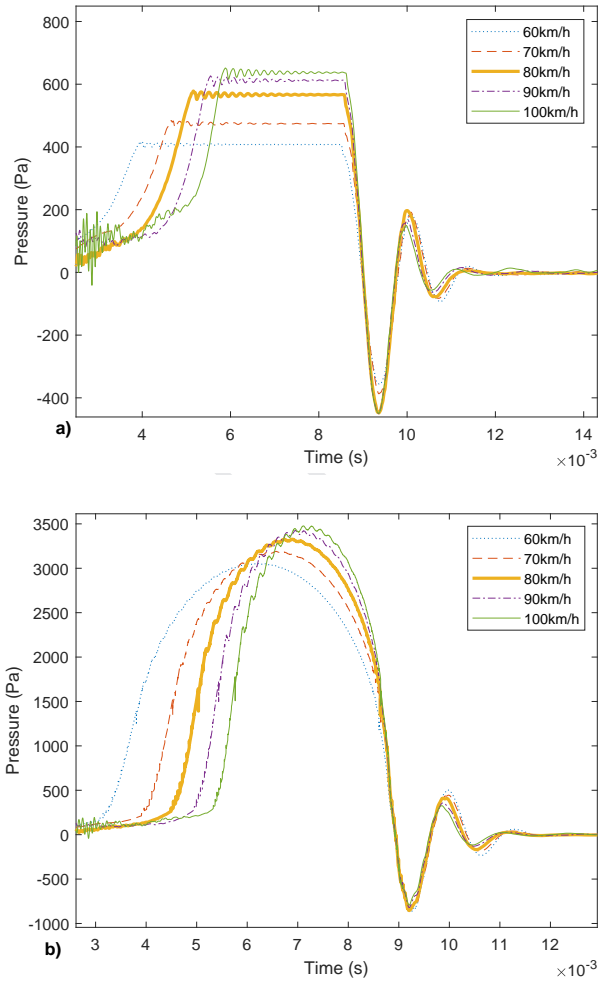 800
600
400
200
0
-200
-400
Pressure (Pa)
60km/h
70km/h
80km/h
90km/h
100km/h
4
6
8
10
12
14
a)
Time (s)
×10⁻³
3500
3000
2500
2000
1500
1000
500
0
-500
-1000
Pressure (Pa)
60km/h
70km/h
80km/h
90km/h
100km/h
3
4
5
6
7
8
9
10
11
12
b)
Time (s)
×10⁻³